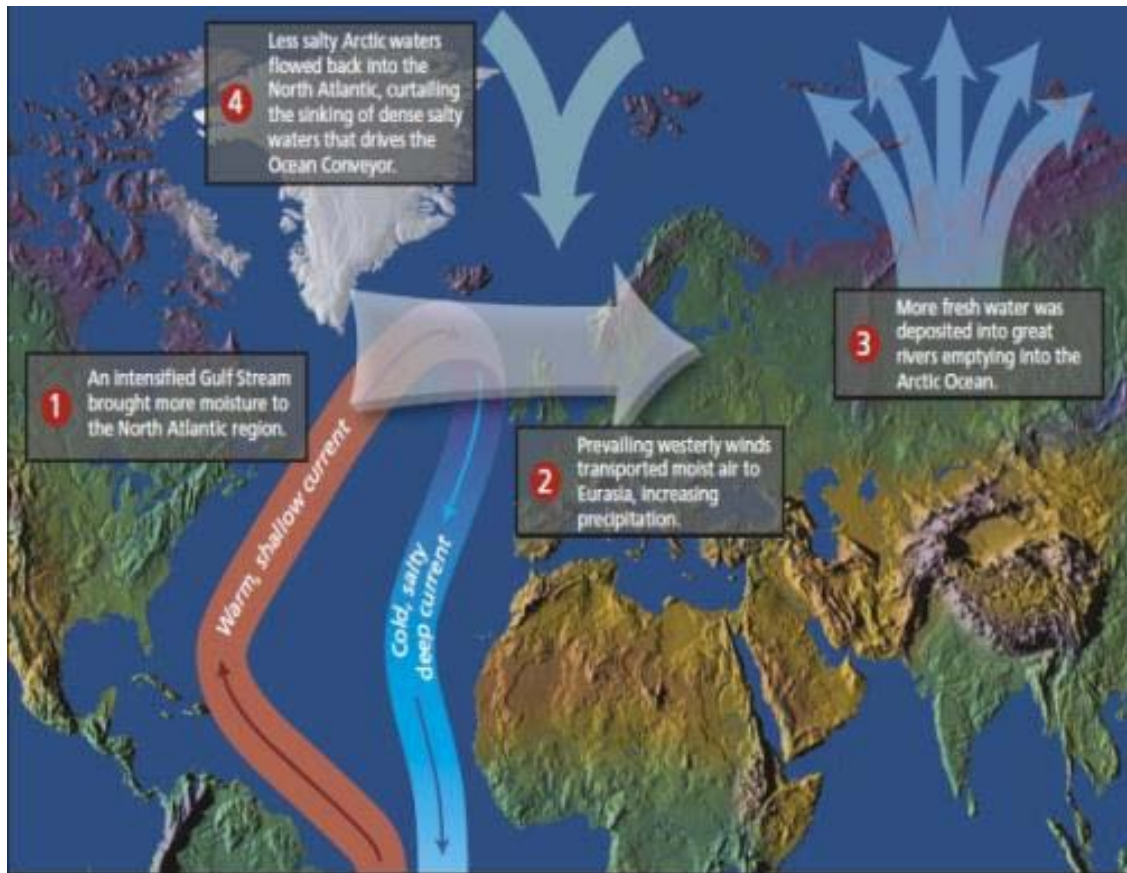 1
An intensified Gulf Stream
brought more moisture to
the North Atlantic region.
2
Prevailing westerly winds
transported moist air to
Eurasia, increasing
precipitation.
3
More fresh water was
deposited into great
rivers emptying into the
Arctic Ocean.
4
Less salty Arctic waters
flowed back into the
North Atlantic, curtailing
the sinking of dense salty
waters that drives the
Ocean Conveyor.
Warm, shallow current
Cold, salty
deep current